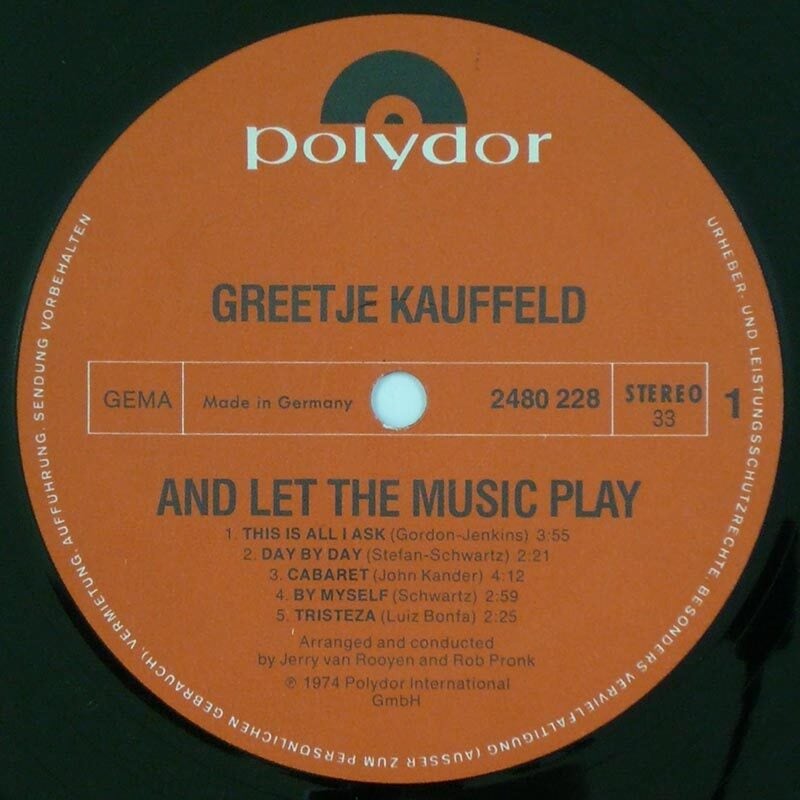 polydor
GREETJE KAUFFELD
GEMA
Made in Germany
2480 228
STEREO
33
1
AND LET THE MUSIC PLAY
1. THIS IS ALL I ASK (Gordon-Jenkins) 3:55
2. DAY BY DAY (Stefan-Schwartz) 2:21
3. CABARET (John Kander) 4:12
4. BY MYSELF (Schwartz) 2:59
5. TRISTEZA (Luiz Bonfa) 2:25
Arranged and conducted
by Jerry van Rooyen and Rob Pronk
℗ 1974 Polydor International
GmbH
URHEBER- UND LEISTUNGSSCHUTZRECHTE, BESONDERS VERVIELFÄLTIGUNG (AUSSER ZUM PERSÖNLICHEN GEBRAUCH), VERMIETUNG, AUFFÜHRUNG, SENDUNG VORBEHALTEN